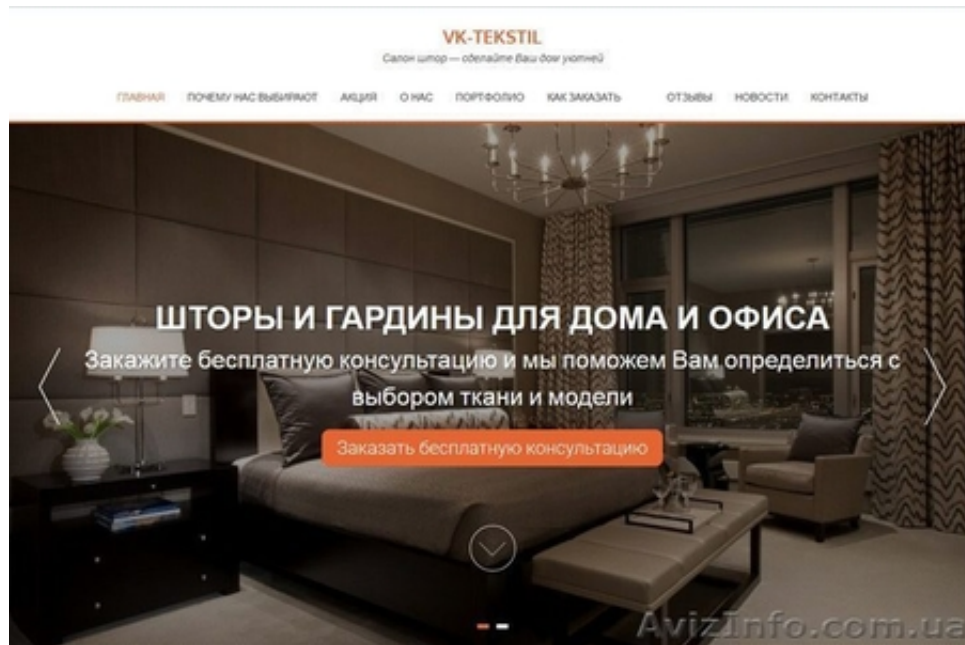 VK-TEKSTIL
Салон штор — сделайте Ваш дом уютней
ГЛАВНАЯ ПОЧЕМУ НАС ВЫБИРАЮТ АКЦИЯ О НАС ПОРТФОЛИО КАК ЗАКАЗАТЬ ОТЗЫВЫ НОВОСТИ КОНТАКТЫ
ШТОРЫ И ГАРДИНЫ ДЛЯ ДОМА И ОФИСА
Закажите бесплатную консультацию и мы поможем Вам определиться с
выбором ткани и модели
Заказать бесплатную консультацию
AvizInfo.com.ua